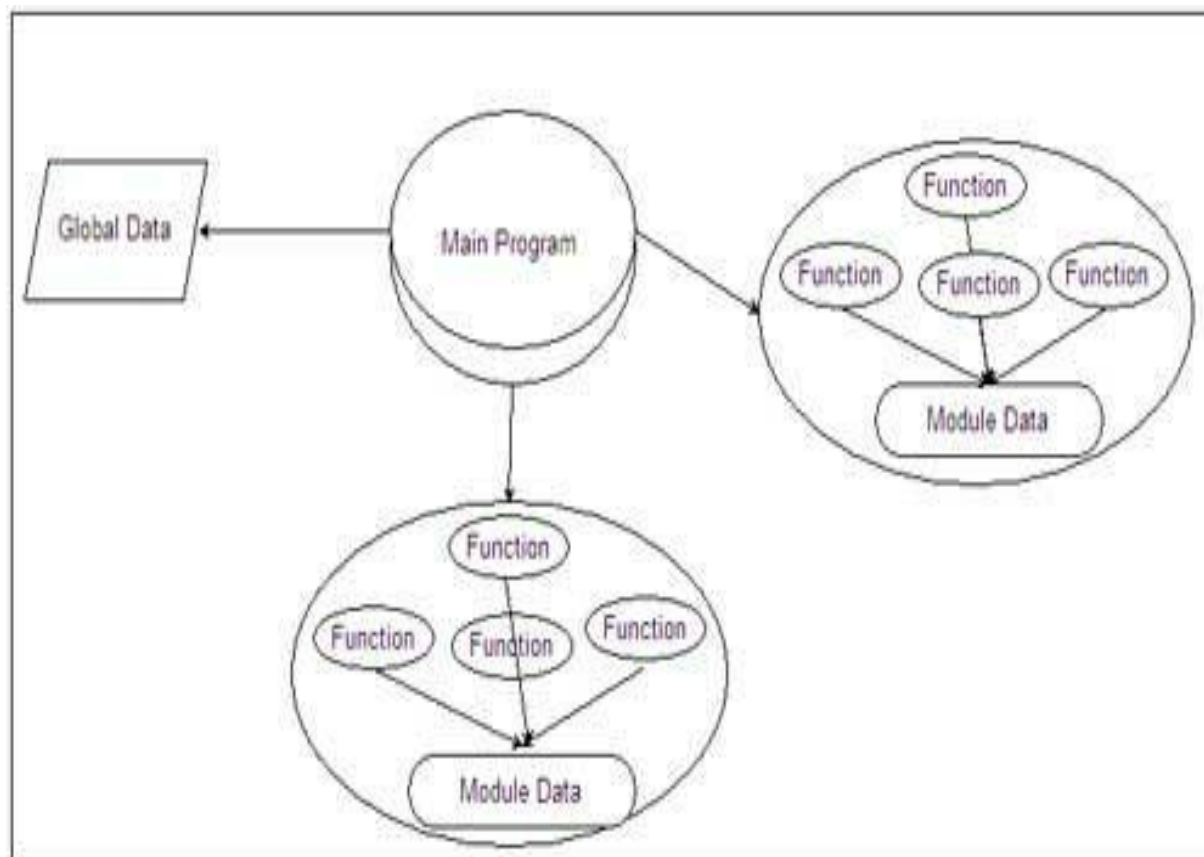 Global Data
Main Program
Function
Function
Function
Function
Module Data
Function
Function
Function
Function
Module Data